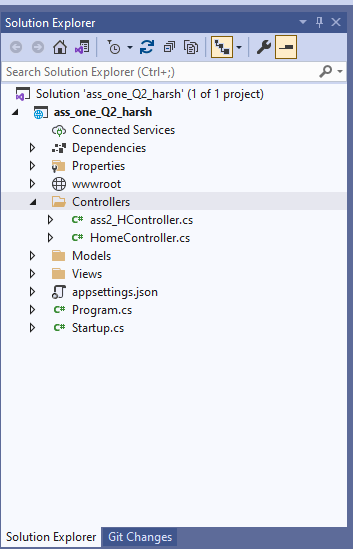 Solution Explorer
Search Solution Explorer (Ctrl+;)
Solution 'ass_one_Q2_harsh' (1 of 1 project)
ass_one_Q2_harsh
Connected Services
Dependencies
Properties
wwwroot
Controllers
C# ass2_HController.cs
C# HomeController.cs
Models
Views
appsettings.json
C# Program.cs
C# Startup.cs
Solution Explorer Git Changes